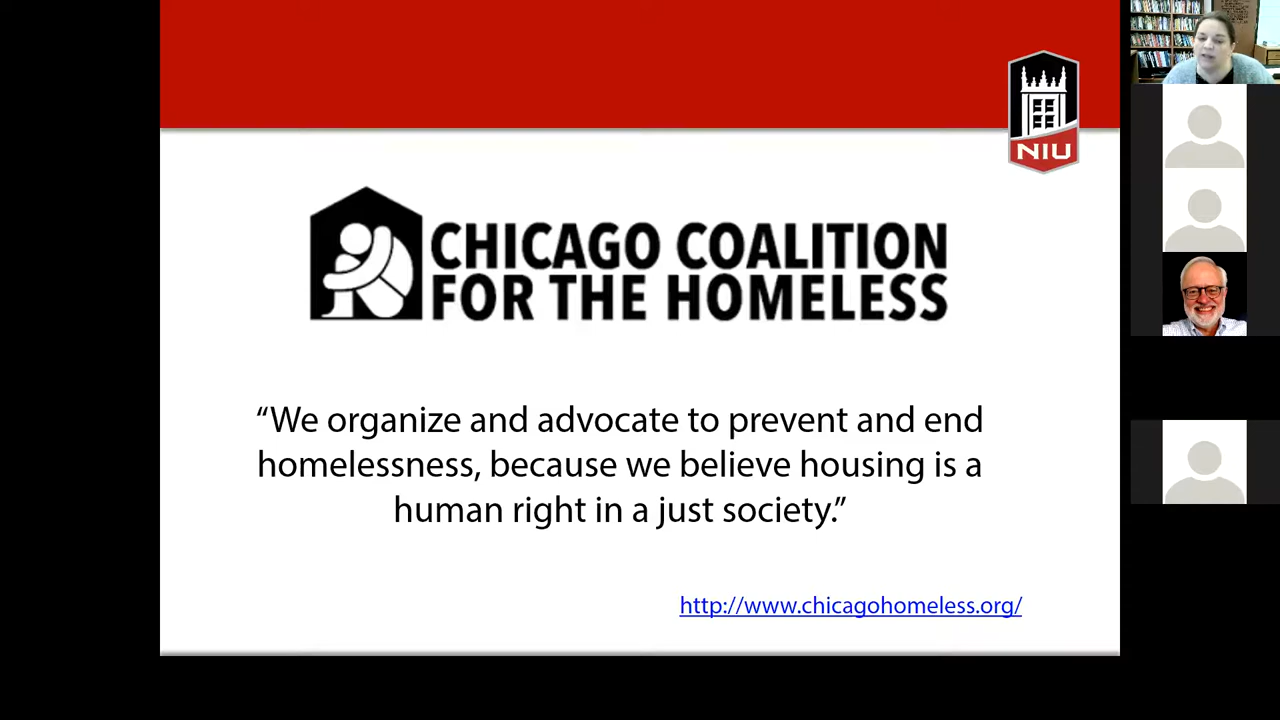 NIU
CHICAGO COALITION
FOR THE HOMELESS
“We organize and advocate to prevent and end
homelessness, because we believe housing is a
human right in a just society.”
http://www.chicagohomeless.org/